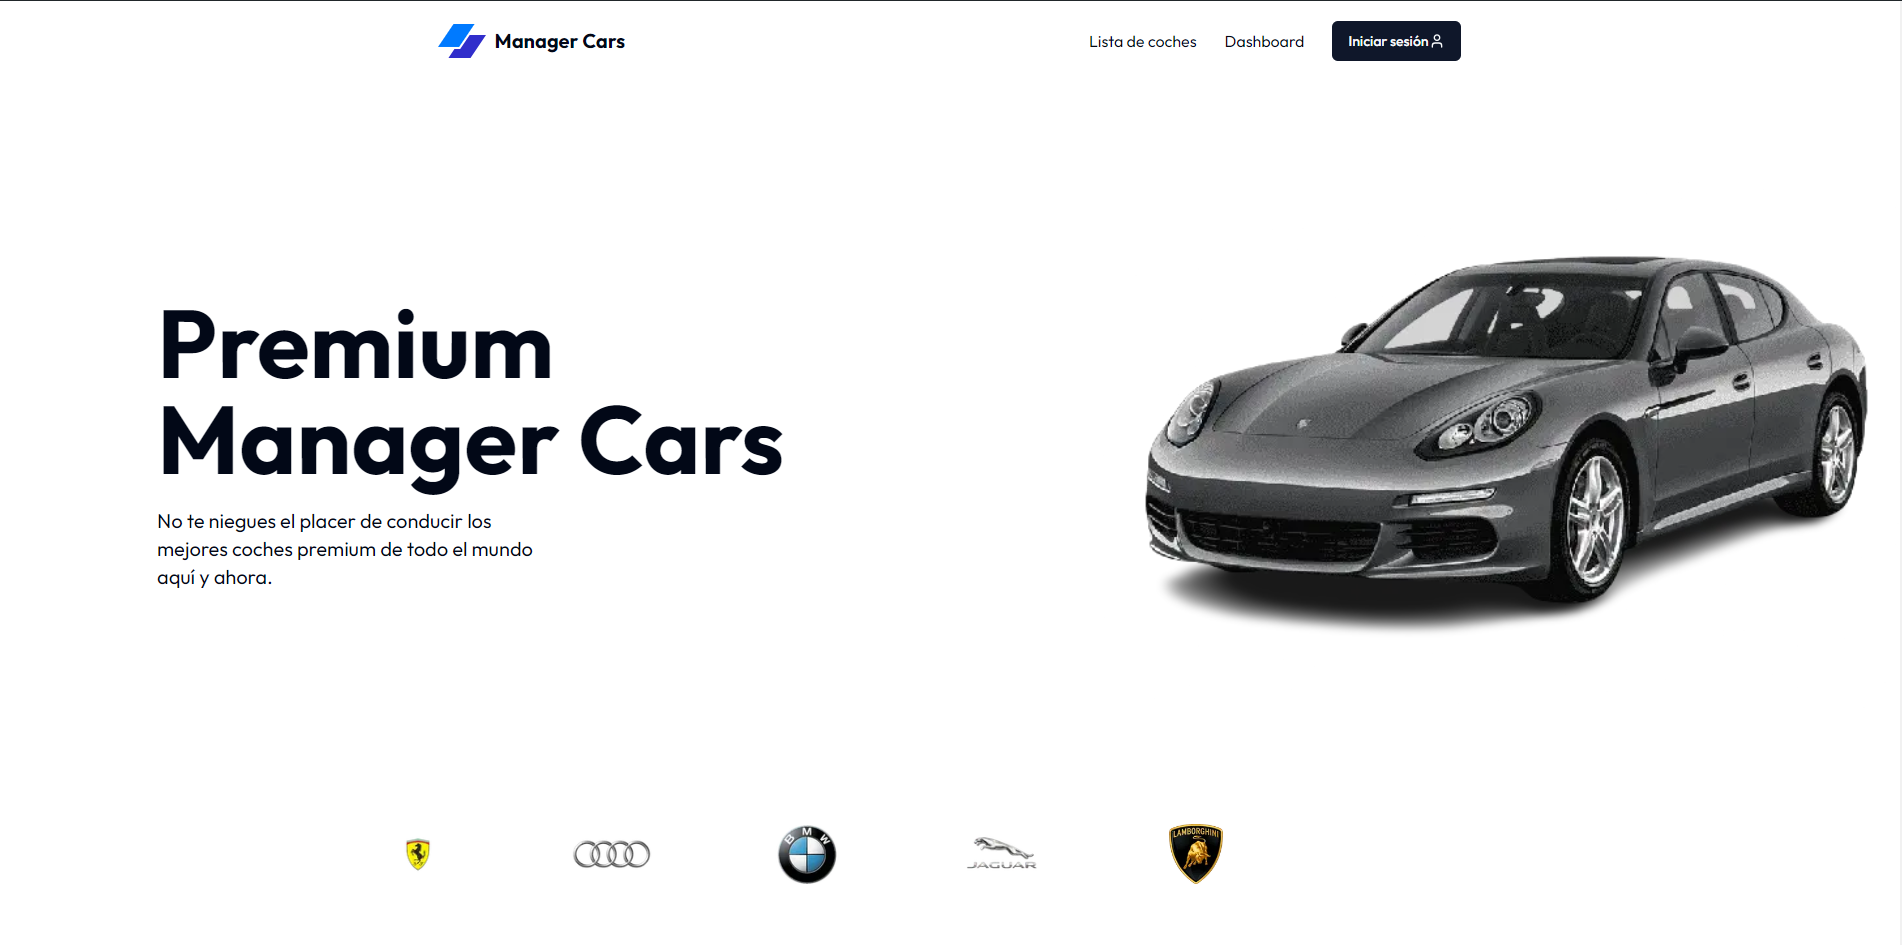 Manager Cars
Lista de coches
Dashboard
Iniciar sesión
Premium
Manager Cars
No te niegues el placer de conducir los
mejores coches premium de todo el mundo
aquí y ahora.
BMW
JAGUAR
LAMBORGHINI